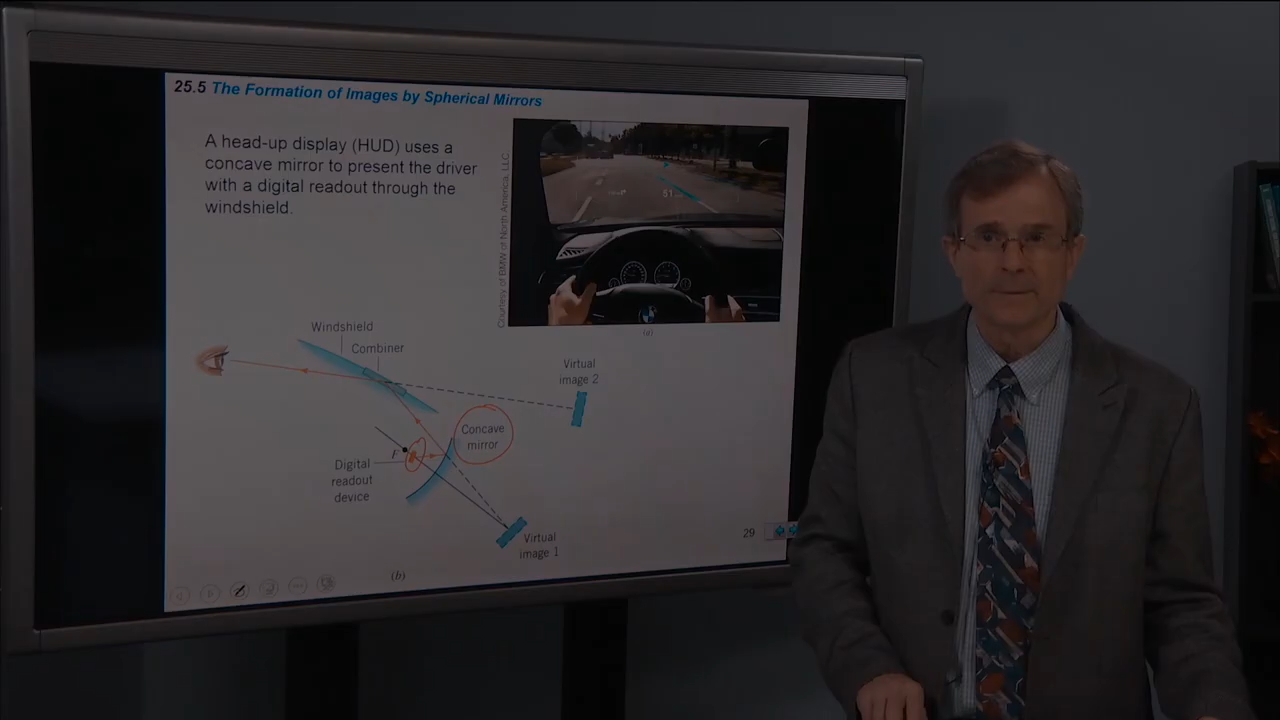 25.5 The Formation of Images by Spherical Mirrors
A head-up display (HUD) uses a
concave mirror to present the driver
with a digital readout through the
windshield.
Courtesy of BMW of North America, LLC
51
(a)
Windshield
Combiner
Virtual
image 2
Concave
mirror
F
Digital
readout
device
Virtual
image 1
(b)
29